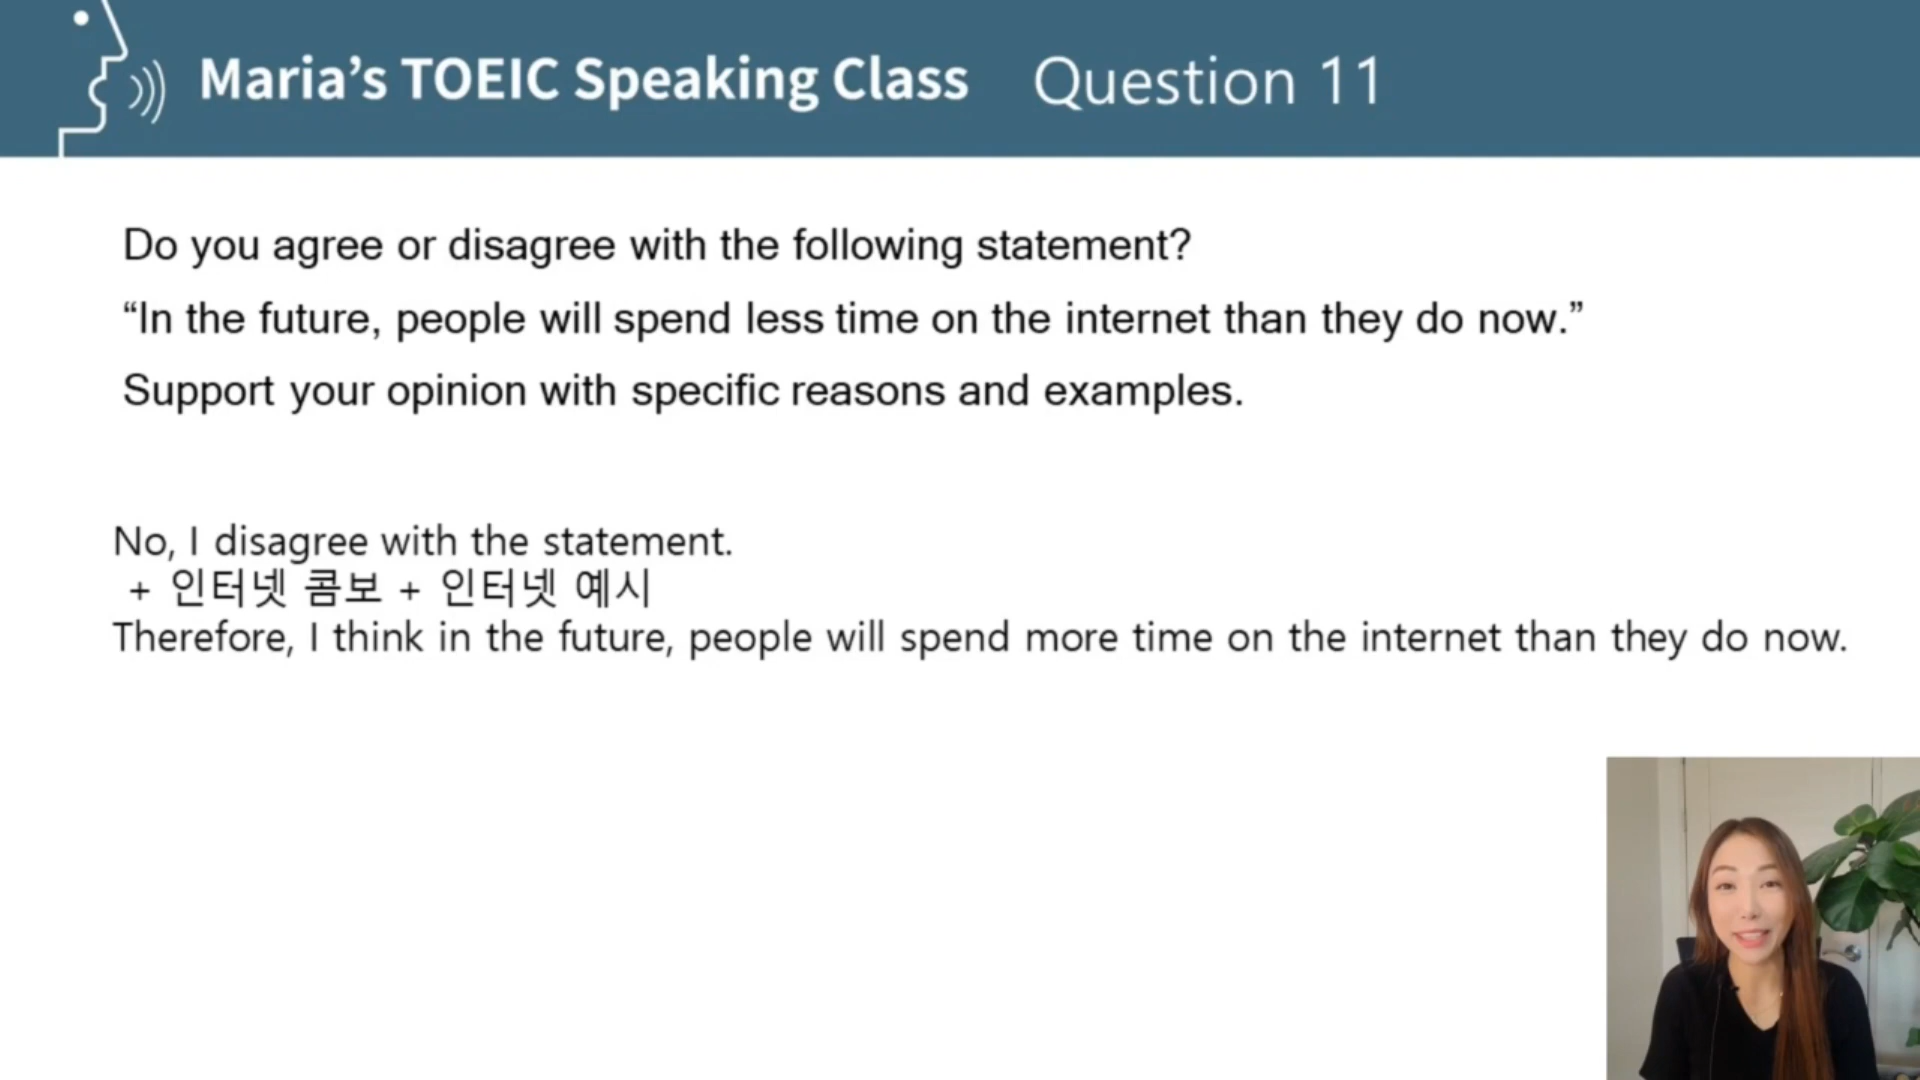 Maria’s TOEIC Speaking Class Question 11
Do you agree or disagree with the following statement?
“In the future, people will spend less time on the internet than they do now.”
Support your opinion with specific reasons and examples.
No, I disagree with the statement.
+ 인터넷 콤보 + 인터넷 예시
Therefore, I think in the future, people will spend more time on the internet than they do now.